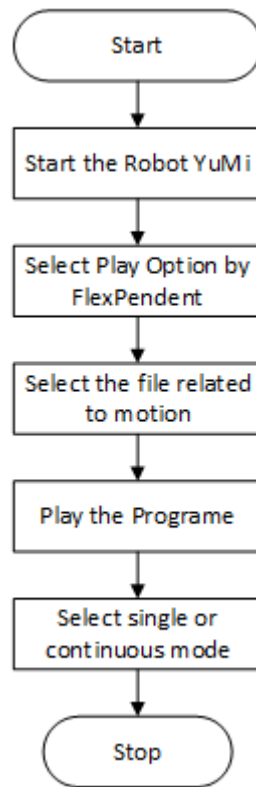 Start
Start the Robot YuMi
Select Play Option by
FlexPendent
Select the file related
to motion
Play the Programe
Select single or
continuous mode
Stop